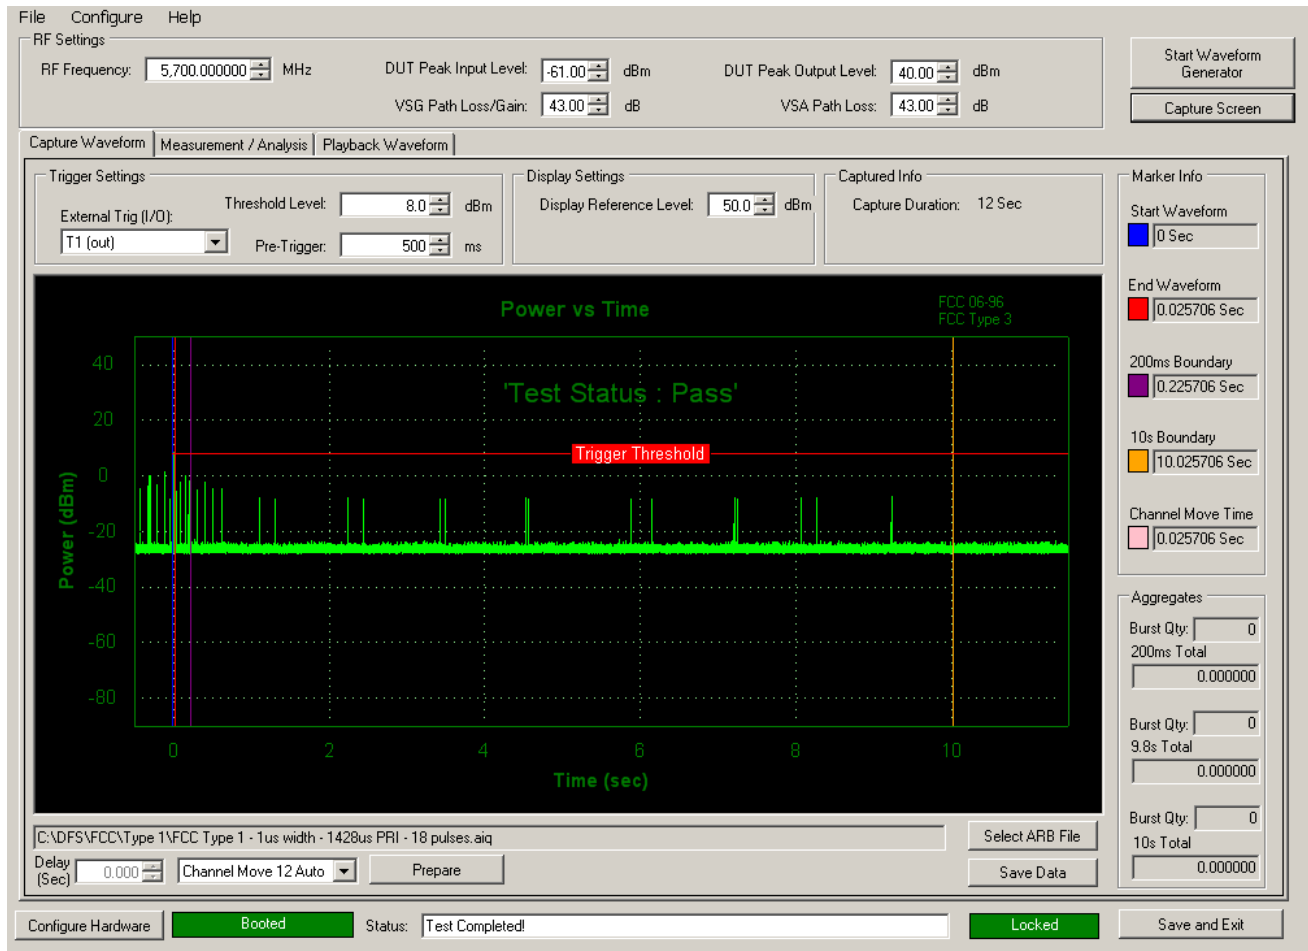 File Configure Help
RF Settings
RF Frequency: 5,700.000000 MHz DUT Peak Input Level: -61.00 dBm DUT Peak Output Level: 40.00 dBm
VSG Path Loss/Gain: 43.00 dB VSA Path Loss: 43.00 dB
Start Waveform
Generator
Capture Screen
Capture Waveform Measurement / Analysis Playback Waveform
Trigger Settings
External Trig (I/O):
T1 (out)
Threshold Level: 8.0 dBm
Pre-Trigger: 500 ms
Display Settings
Display Reference Level: 50.0 dBm
Captured Info
Capture Duration: 12 Sec
Marker Info
Start Waveform
0 Sec
End Waveform
0.025706 Sec
200ms Boundary
0.225706 Sec
10s Boundary
10.025706 Sec
Channel Move Time
0.025706 Sec
Power vs Time
FCC 06-96
FCC Type 3
'Test Status : Pass'
Trigger Threshold
Power (dBm)
40
20
0
-20
-40
-60
-80
0 2 4 6 8 10
Time (sec)
Aggregates
Burst Qty: 0
200ms Total
0.000000
Burst Qty: 0
9.8s Total
0.000000
Burst Qty: 0
10s Total
0.000000
C:\DFS\FCC\Type 1\FCC Type 1 - 1us width - 1428us PRI - 18 pulses.aiq
Select ARB File
Delay
(Sec) 0.000 Channel Move 12 Auto Prepare
Save Data
Configure Hardware Booted Status: Test Completed! Locked Save and Exit